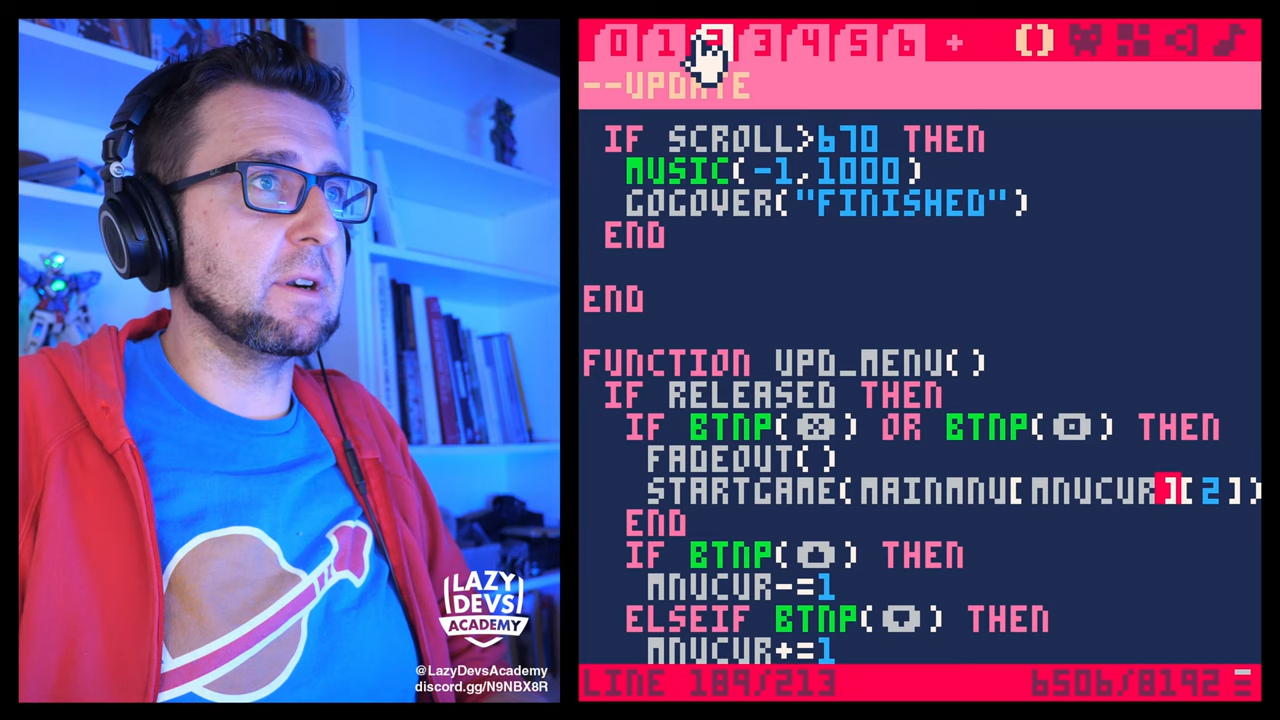 0 1 2 3 4 5 6 +
--UPDATE
IF SCROLL>670 THEN
MUSIC(-1,1000)
GOGOVER("FINISHED")
END
END
FUNCTION UPD_MENU()
IF RELEASED THEN
IF BTNP(❎) OR BTNP(🅾️) THEN
FADEOUT()
STARTGAME(MAINMNU[MNUCUR][2])
END
IF BTNP(⬆️) THEN
MNUCUR-=1
ELSEIF BTNP(⬇️) THEN
MNUCUR+=1
LINE 189/213 6506/8192
LAZY
DEVS
ACADEMY
@LazyDevsAcademy
discord.gg/N9NBX8R